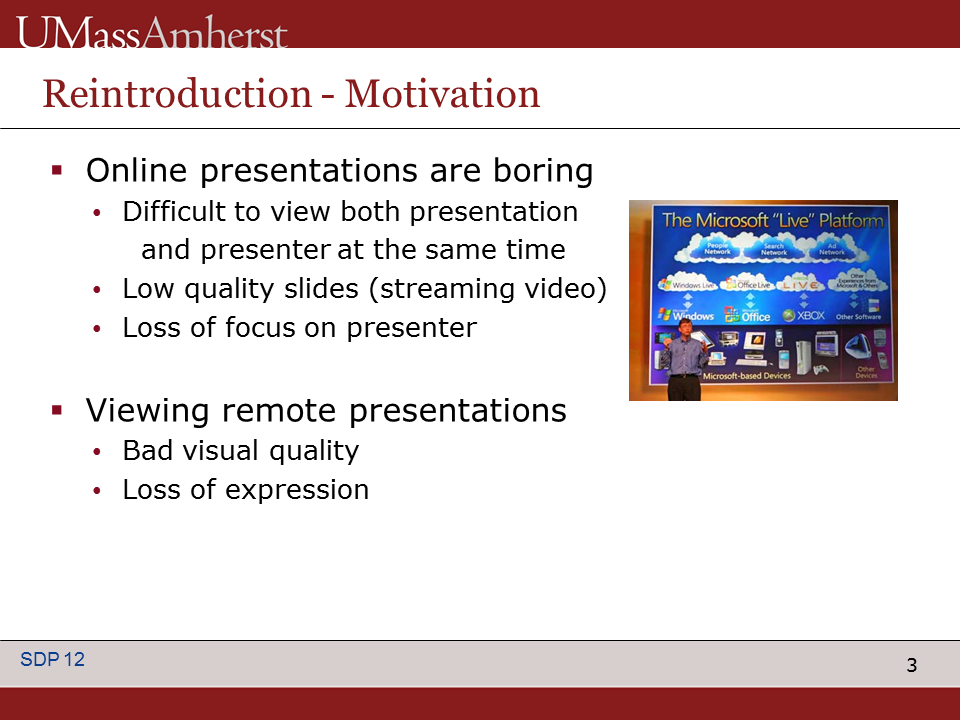 UMassAmherst
Reintroduction - Motivation
▪ Online presentations are boring
• Difficult to view both presentation
and presenter at the same time
• Low quality slides (streaming video)
• Loss of focus on presenter
The Microsoft "Live" Platform
People Network
Search Network
Ad Network
Windows Live
Office Live
LIVE
Other Experiences from Microsoft & Others
Microsoft Windows
Microsoft Office
XBOX
Other Software
Microsoft-based Devices
Other Devices
▪ Viewing remote presentations
• Bad visual quality
• Loss of expression
SDP 12
3